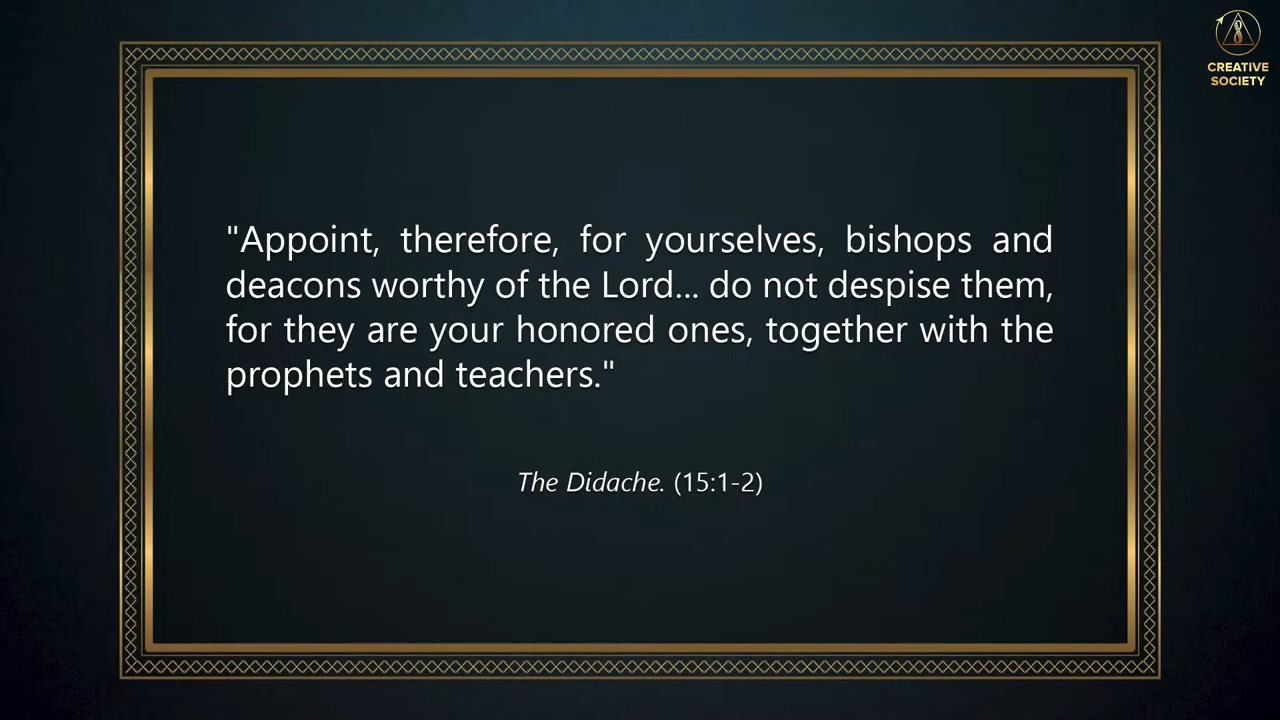 CREATIVE
SOCIETY
"Appoint, therefore, for yourselves, bishops and
deacons worthy of the Lord... do not despise them,
for they are your honored ones, together with the
prophets and teachers."
The Didache. (15:1-2)